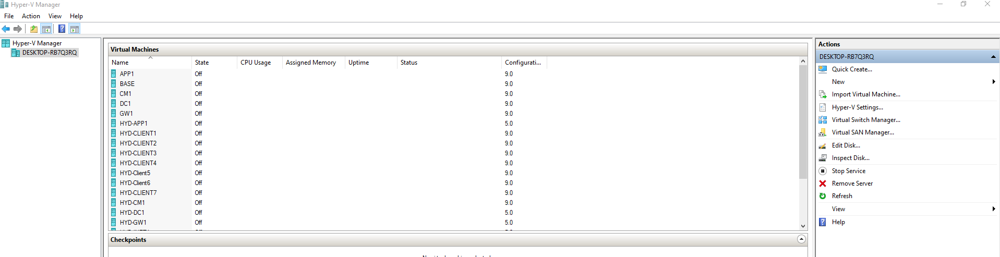 Hyper-V Manager
File Action View Help
Hyper-V Manager
DESKTOP-RB7Q3RQ
Virtual Machines
Name State CPU Usage Assigned Memory Uptime Status Configurati...
APP1 Off 9.0
BASE Off 9.0
CM1 Off 9.0
DC1 Off 9.0
GW1 Off 9.0
HYD-APP1 Off 5.0
HYD-CLIENT1 Off 9.0
HYD-CLIENT2 Off 9.0
HYD-CLIENT3 Off 9.0
HYD-CLIENT4 Off 9.0
HYD-Client5 Off 9.0
HYD-Client6 Off 9.0
HYD-CLIENT7 Off 9.0
HYD-CM1 Off 9.0
HYD-DC1 Off 5.0
HYD-GW1 Off 5.0
Checkpoints
Actions
DESKTOP-RB7Q3RQ
Quick Create...
New
Import Virtual Machine...
Hyper-V Settings...
Virtual Switch Manager...
Virtual SAN Manager...
Edit Disk...
Inspect Disk...
Stop Service
Remove Server
Refresh
View
Help